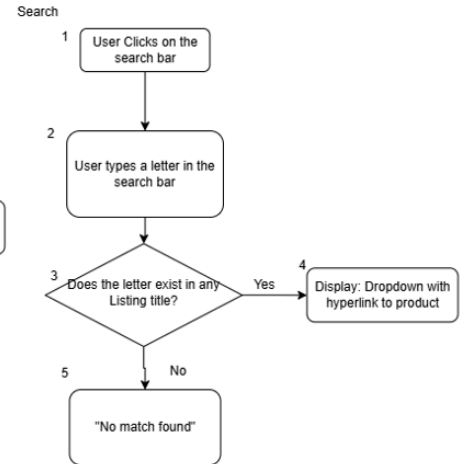 Search
1
User Clicks on the
search bar
2
User types a letter in the
search bar
3
Does the letter exist in any
Listing title?
Yes
4
Display: Dropdown with
hyperlink to product
No
5
"No match found"